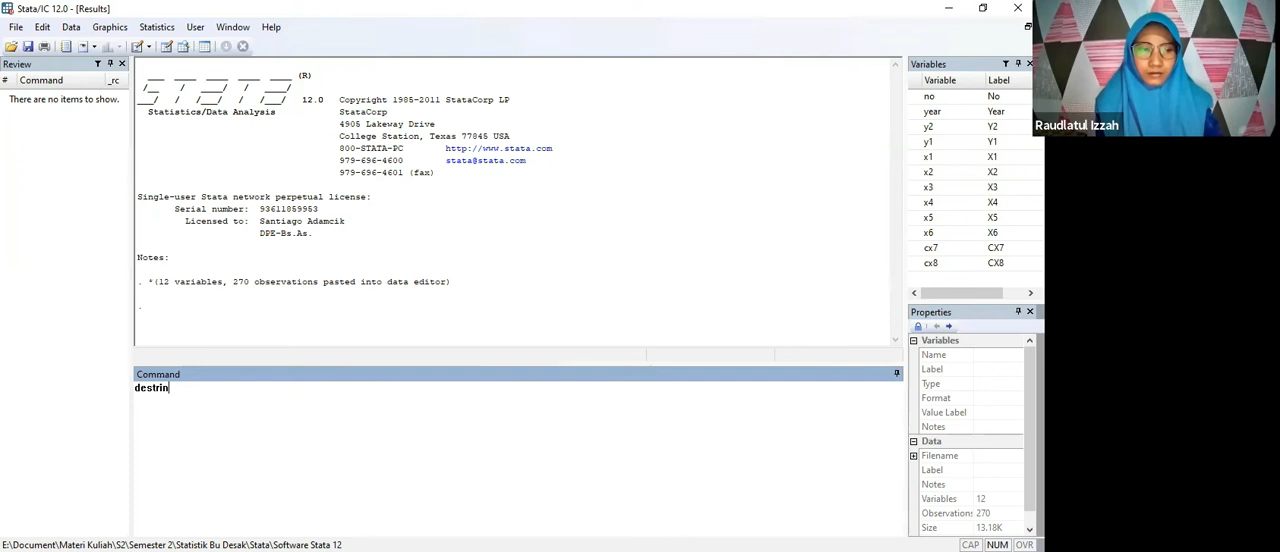 Stata/IC 12.0 - [Results]
File Edit Data Graphics Statistics User Window Help
Review
# Command _rc
There are no items to show.
(R)
12.0 Copyright 1985-2011 StataCorp LP
Statistics/Data Analysis StataCorp
4905 Lakeway Drive
College Station, Texas 77845 USA
800-STATA-PC http://www.stata.com
979-696-4600 stata@stata.com
979-696-4601 (fax)
Single-user Stata network perpetual license:
Serial number: 93611859953
Licensed to: Santiago Adamcik
DPE-Bs.As.
Notes:
. *(12 variables, 270 observations pasted into data editor)
.
Command
destrin
Variables
Variable Label
no No
year Year
y2 Y2
y1 Y1
x1 X1
x2 X2
x3 X3
x4 X4
x5 X5
x6 X6
cx7 CX7
cx8 CX8
Properties
Variables
Name
Label
Type
Format
Value Label
Notes
Data
Filename
Label
Notes
Variables 12
Observations 270
Size 13.18K
Raudlatul Izzah
E:\Document\Materi Kuliah\S2\Semester 2\Statistik Bu Desak\Stata\Software Stata 12
CAP NUM OVR